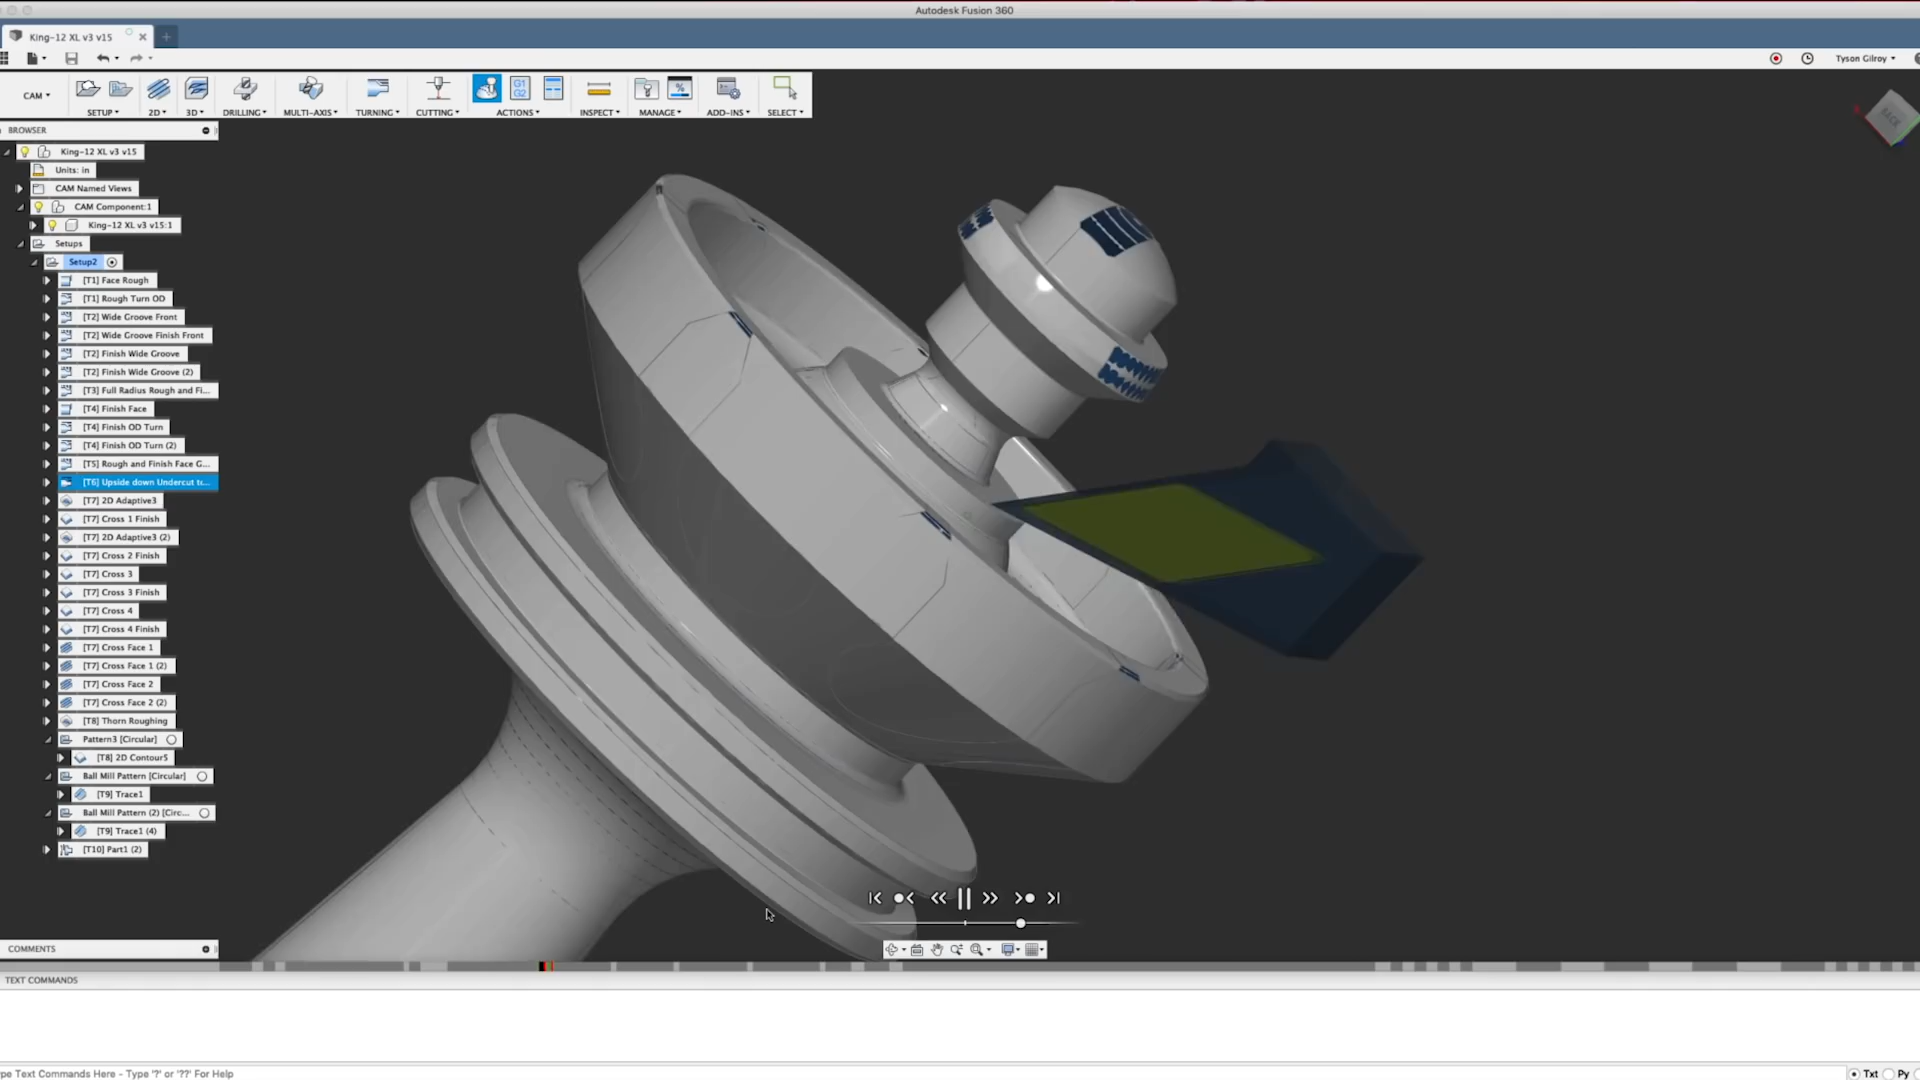 Autodesk Fusion 360
King-12 XL v3 v15
Tyson Gilroy
CAM
SETUP
2D
3D
DRILLING
MULTI-AXIS
TURNING
CUTTING
G1
G2
ACTIONS
INSPECT
MANAGE
ADD-INS
SELECT
BACK
BROWSER
King-12 XL v3 v15
Units: in
CAM Named Views
CAM Component:1
King-12 XL v3 v15:1
Setups
Setup2
[T1] Face Rough
[T1] Rough Turn OD
[T2] Wide Groove Front
[T2] Wide Groove Finish Front
[T2] Finish Wide Groove
[T2] Finish Wide Groove (2)
[T3] Full Radius Rough and Fi...
[T4] Finish Face
[T4] Finish OD Turn
[T4] Finish OD Turn (2)
[T5] Rough and Finish Face G...
[T6] Upside down Undercut tc...
[T7] 2D Adaptive3
[T7] Cross 1 Finish
[T7] 2D Adaptive3 (2)
[T7] Cross 2 Finish
[T7] Cross 3
[T7] Cross 3 Finish
[T7] Cross 4
[T7] Cross 4 Finish
[T7] Cross Face 1
[T7] Cross Face 1 (2)
[T7] Cross Face 2
[T7] Cross Face 2 (2)
[T8] Thorn Roughing
Pattern3 [Circular]
[T8] 2D Contour5
Ball Mill Pattern [Circular]
[T9] Trace1
Ball Mill Pattern (2) [Circ...
[T9] Trace1 (4)
[T10] Part1 (2)
COMMENTS
TEXT COMMANDS
pe Text Commands Here - Type '?' or '??' For Help
Txt
Py